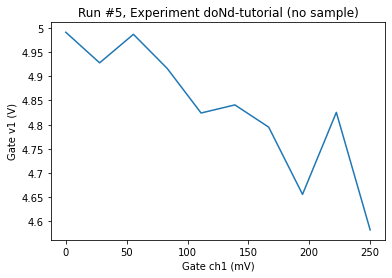 Run #5, Experiment doNd-tutorial (no sample)
Gate v1 (V)
5
4.95
4.9
4.85
4.8
4.75
4.7
4.65
4.6
0 50 100 150 200 250
Gate ch1 (mV)